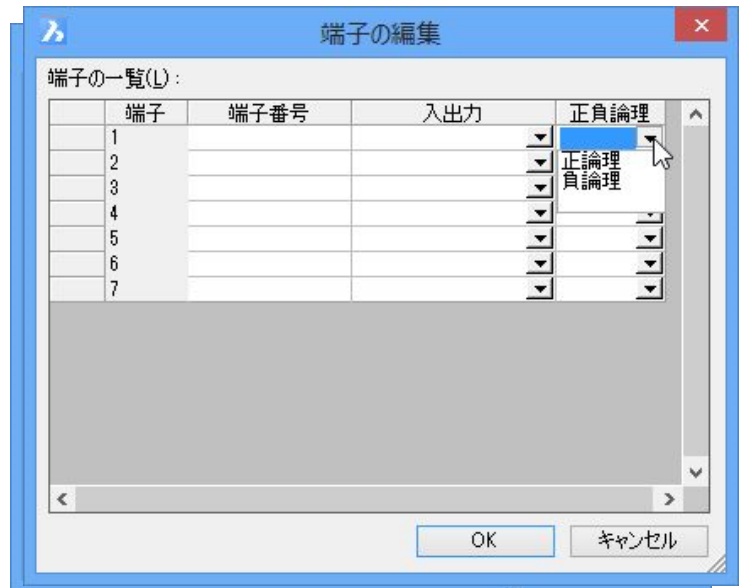 端子の編集
端子の一覧(L):
端子 端子番号 入出力 正負論理
1
2 正論理
3 負論理
4
5
6
7
OK キャンセル